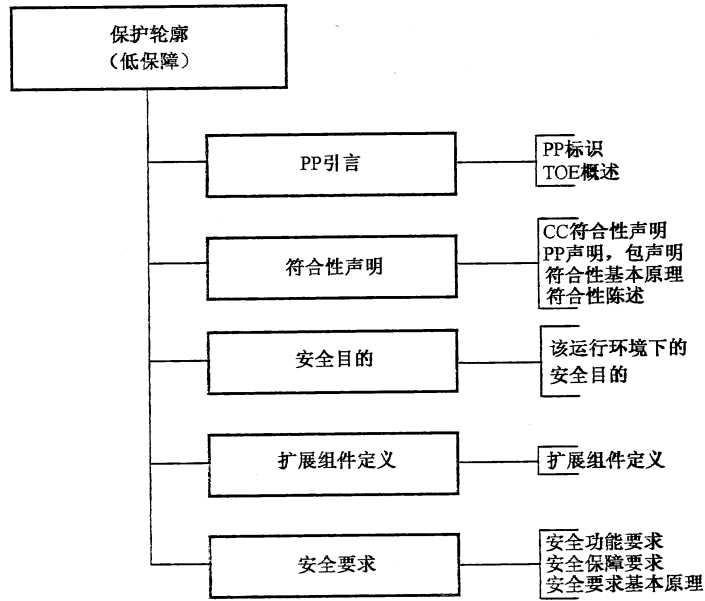 保护轮廓
（低保障）
PP引言
PP标识
TOE概述
符合性声明
CC符合性声明
PP声明，包声明
符合性基本原理
符合性陈述
安全目的
该运行环境下的
安全目的
扩展组件定义
扩展组件定义
安全要求
安全功能要求
安全保障要求
安全要求基本原理